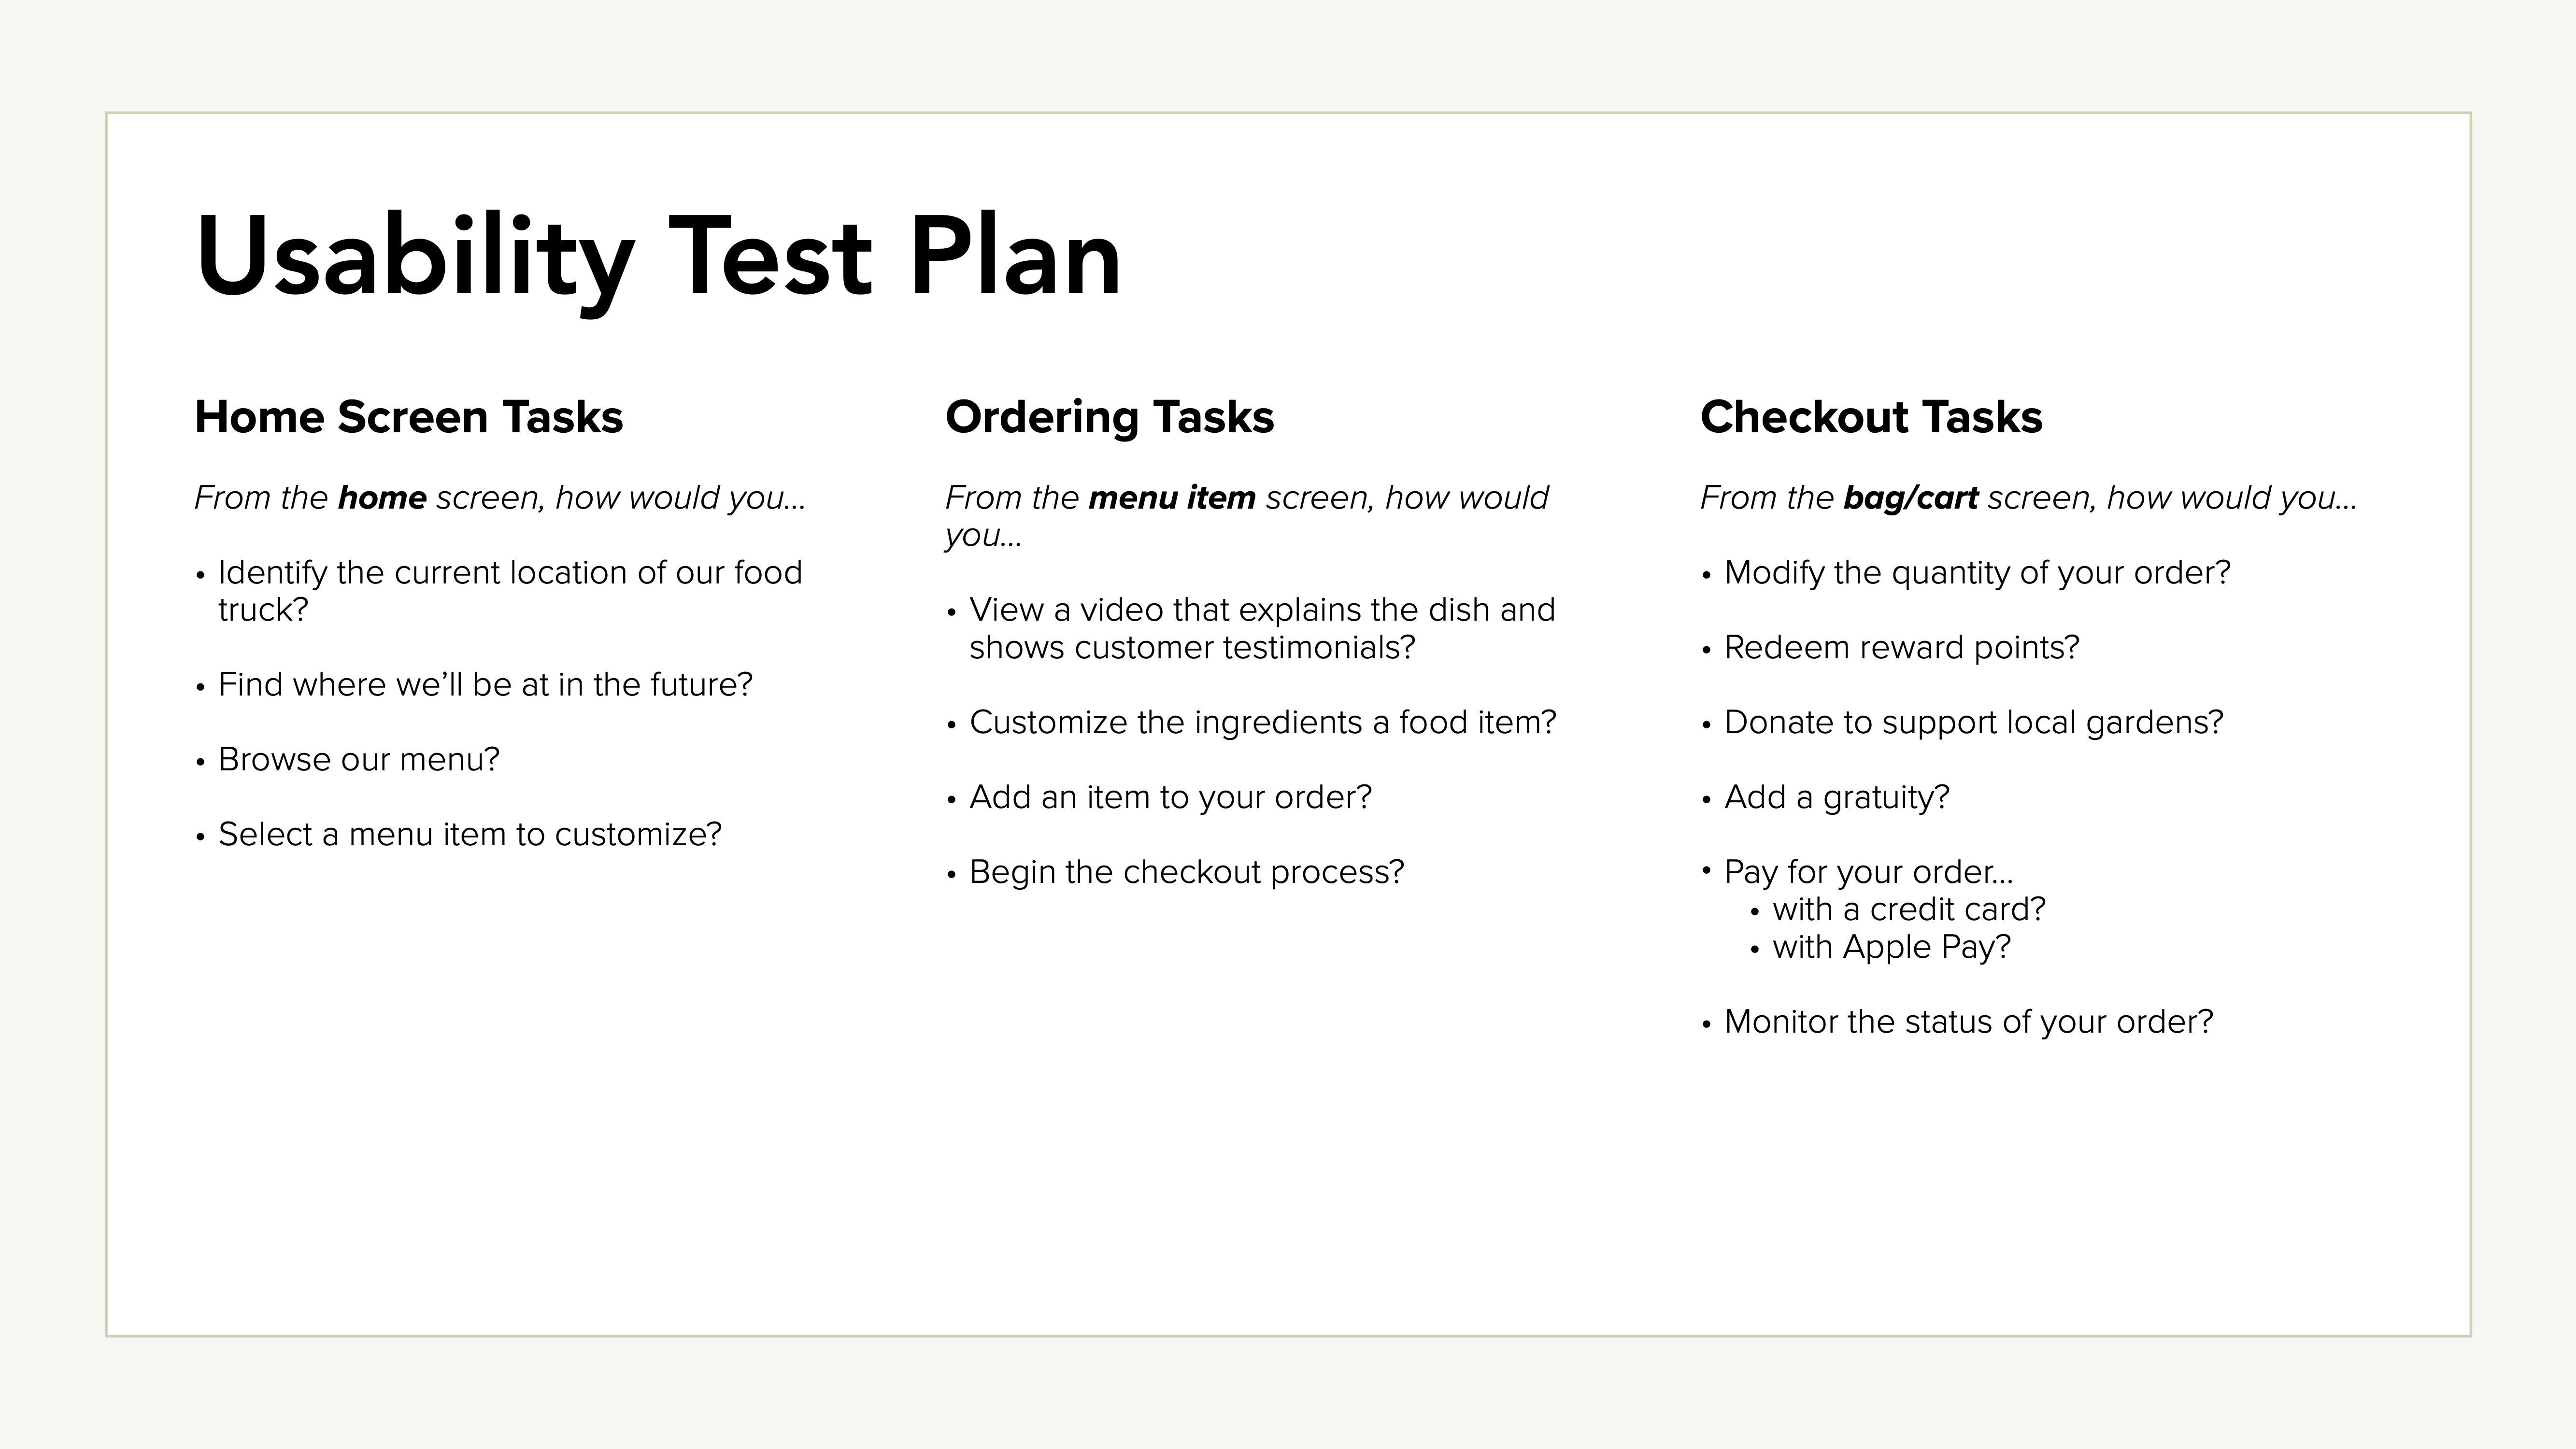 Usability Test Plan
Home Screen Tasks
From the home screen, how would you...
• Identify the current location of our food
truck?
• Find where we’ll be at in the future?
• Browse our menu?
• Select a menu item to customize?
Ordering Tasks
From the menu item screen, how would
you...
• View a video that explains the dish and
shows customer testimonials?
• Customize the ingredients a food item?
• Add an item to your order?
• Begin the checkout process?
Checkout Tasks
From the bag/cart screen, how would you...
• Modify the quantity of your order?
• Redeem reward points?
• Donate to support local gardens?
• Add a gratuity?
• Pay for your order...
• with a credit card?
• with Apple Pay?
• Monitor the status of your order?